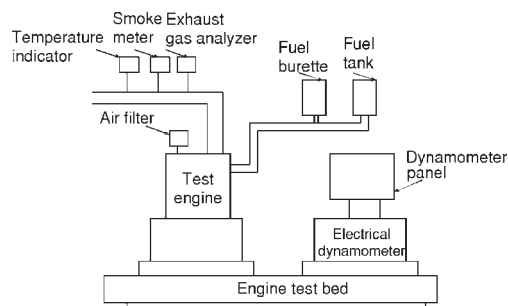 Smoke Exhaust
Temperature meter gas analyzer
indicator
Fuel
burette
Fuel
tank
Air filter
Test
engine
Dynamometer
panel
Electrical
dynamometer
Engine test bed